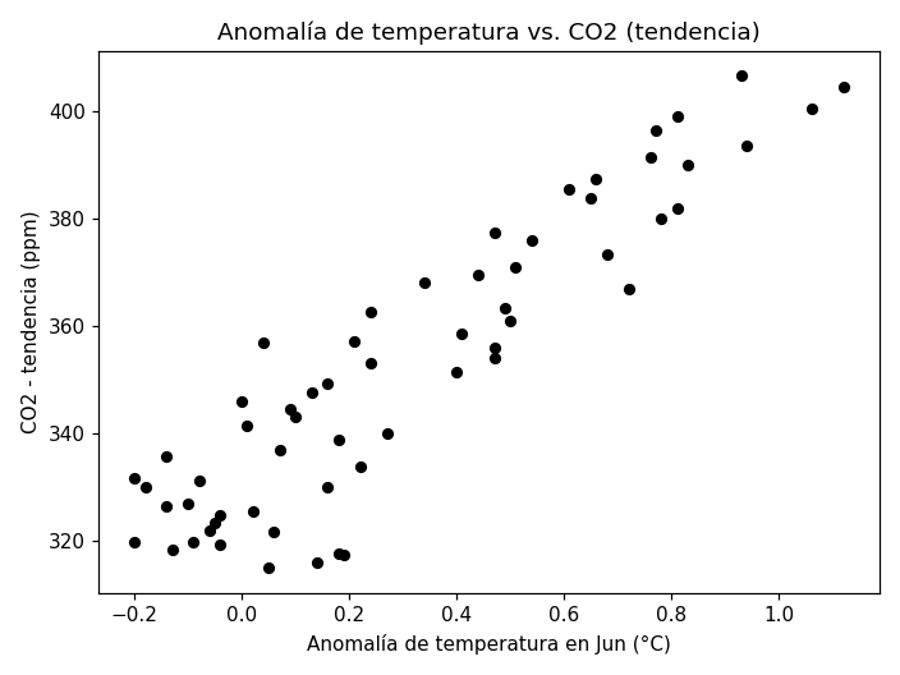 Anomalía de temperatura vs. CO2 (tendencia)
400
380
360
340
320
CO2 - tendencia (ppm)
−0.2 0.0 0.2 0.4 0.6 0.8 1.0
Anomalía de temperatura en Jun (°C)